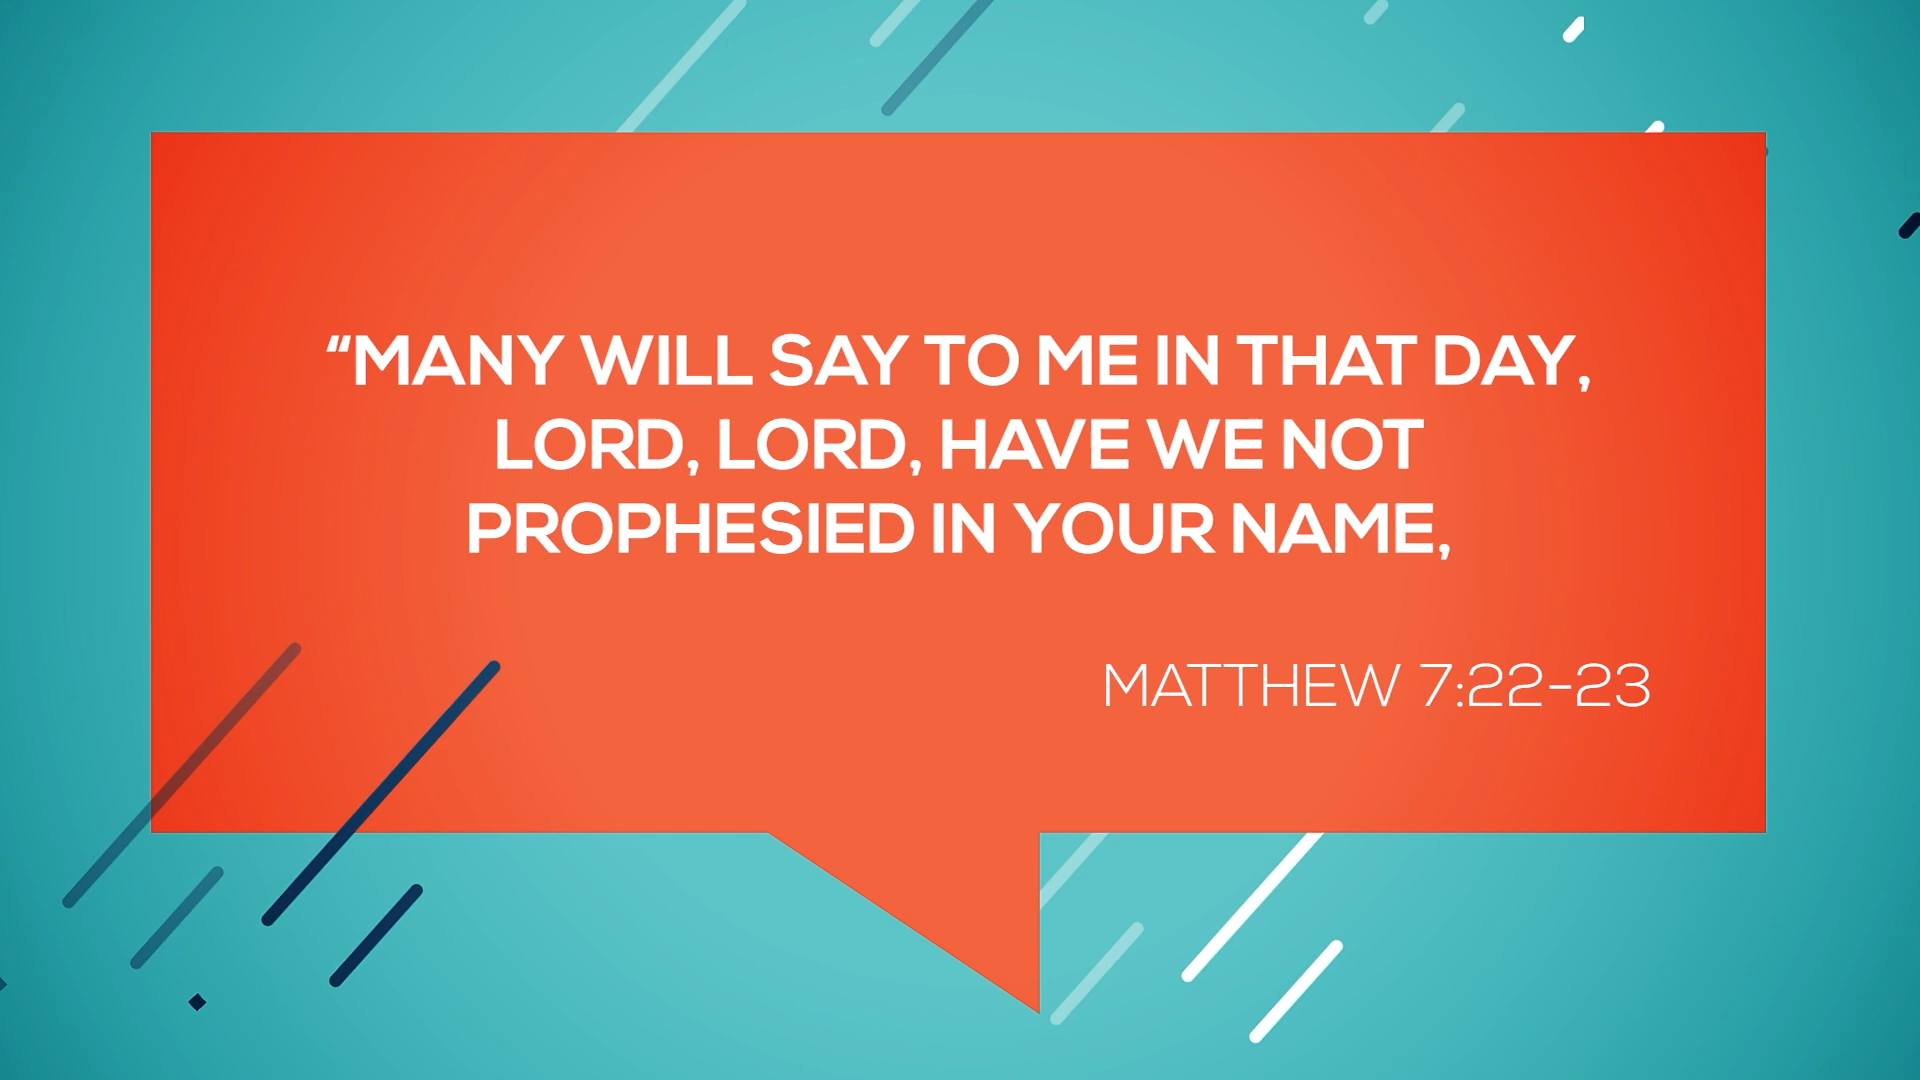 “MANY WILL SAY TO ME IN THAT DAY,
LORD, LORD, HAVE WE NOT
PROPHESIED IN YOUR NAME,
MATTHEW 7:22-23